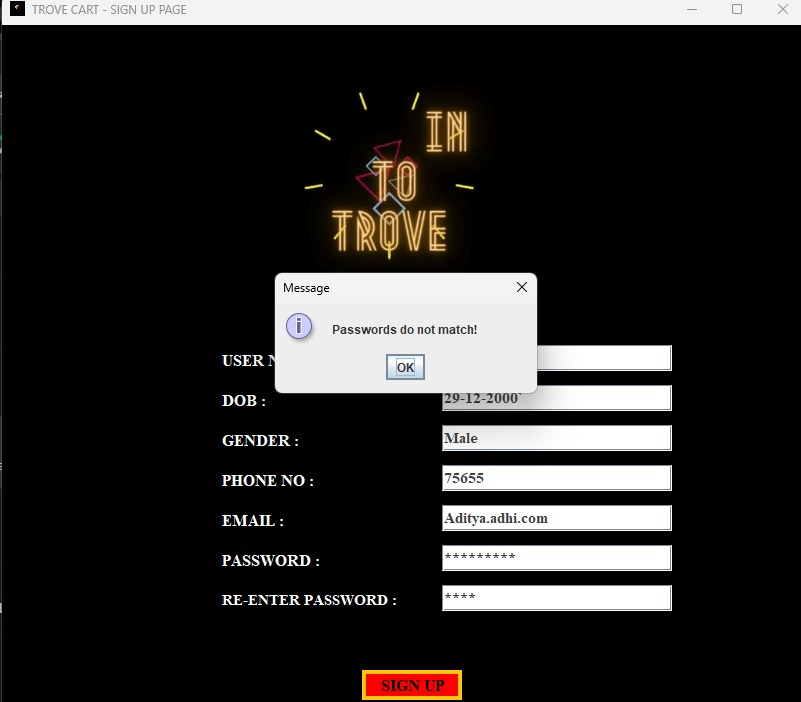 TROVE CART - SIGN UP PAGE
IN
TO
TROVE
Message
Passwords do not match!
OK
USER
DOB : 29-12-2000`
GENDER : Male
PHONE NO : 75655
EMAIL : Aditya.adhi.com
PASSWORD : *********
RE-ENTER PASSWORD : ****
SIGN UP